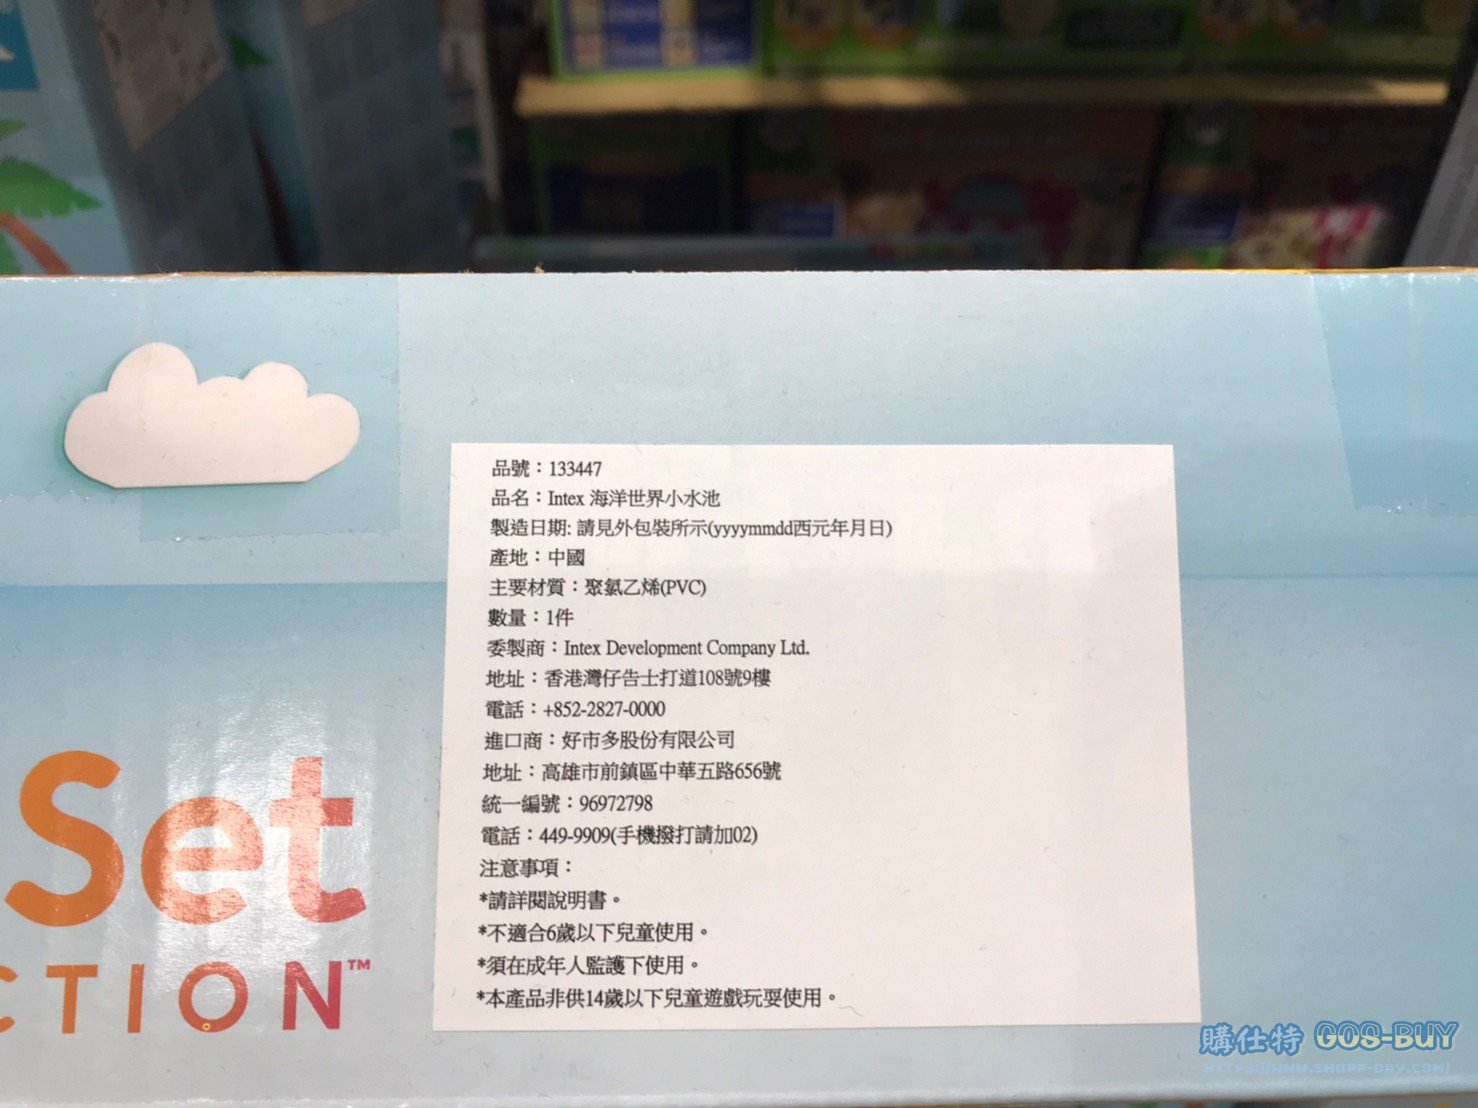 品號：133447
品名：Intex 海洋世界小水池
製造日期: 請見外包裝所示(yyyymmdd西元年月日)
產地：中國
主要材質：聚氯乙烯(PVC)
數量：1件
委製商：Intex Development Company Ltd.
地址：香港灣仔告士打道108號9樓
電話：+852-2827-0000
進口商：好市多股份有限公司
地址：高雄市前鎮區中華五路656號
統一編號：96972798
電話：449-9909(手機撥打請加02)
注意事項：
*請詳閱說明書。
*不適合6歲以下兒童使用。
*須在成年人監護下使用。
*本產品非供14歲以下兒童遊戲玩耍使用。
Set
CTION™
購仕特 GOS-BUY
HTTPS://WWW.SHOPP-DAY.COM/